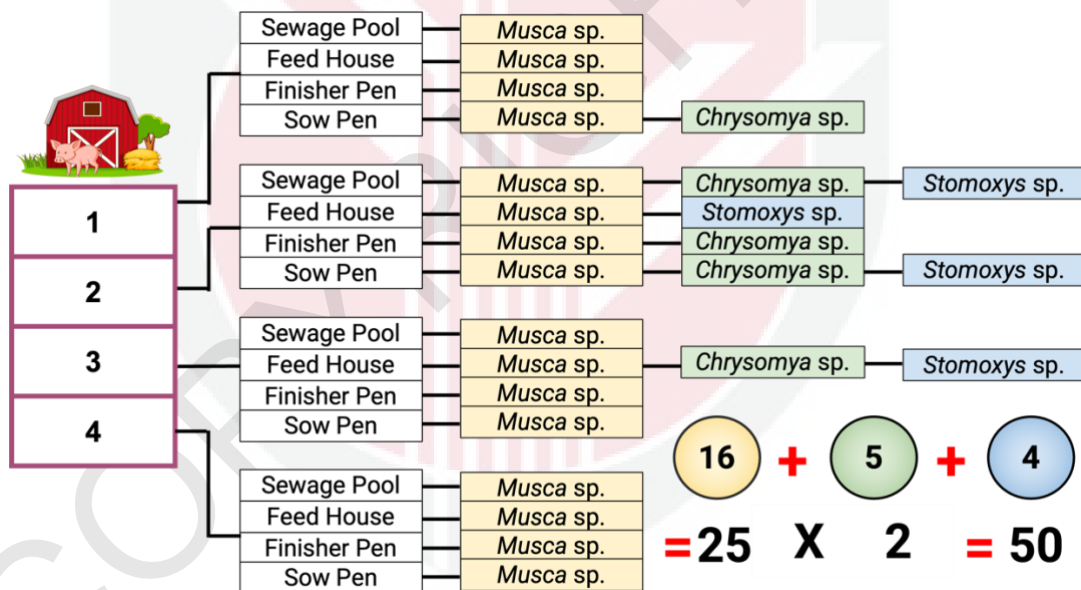 Sewage Pool Musca sp.
Feed House Musca sp.
Finisher Pen Musca sp.
Sow Pen Musca sp. Chrysomya sp.
1
Sewage Pool Musca sp. Chrysomya sp. Stomoxys sp.
Feed House Musca sp. Stomoxys sp.
Finisher Pen Musca sp. Chrysomya sp.
Sow Pen Musca sp. Chrysomya sp. Stomoxys sp.
2
Sewage Pool Musca sp.
Feed House Musca sp. Chrysomya sp. Stomoxys sp.
Finisher Pen Musca sp.
Sow Pen Musca sp.
3
4
Sewage Pool Musca sp.
Feed House Musca sp.
Finisher Pen Musca sp.
Sow Pen Musca sp.
16 + 5 + 4
=25 X 2 = 50
COPYRIGH